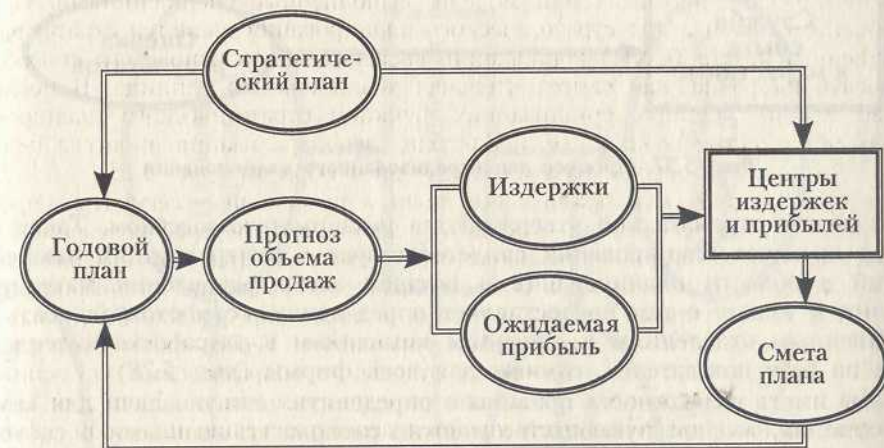 Стратегиче-
ский план
Издержки
Центры
издержек
и прибылей
Годовой
план
Прогноз
объема
продаж
Ожидаемая
прибыль
Смета
плана